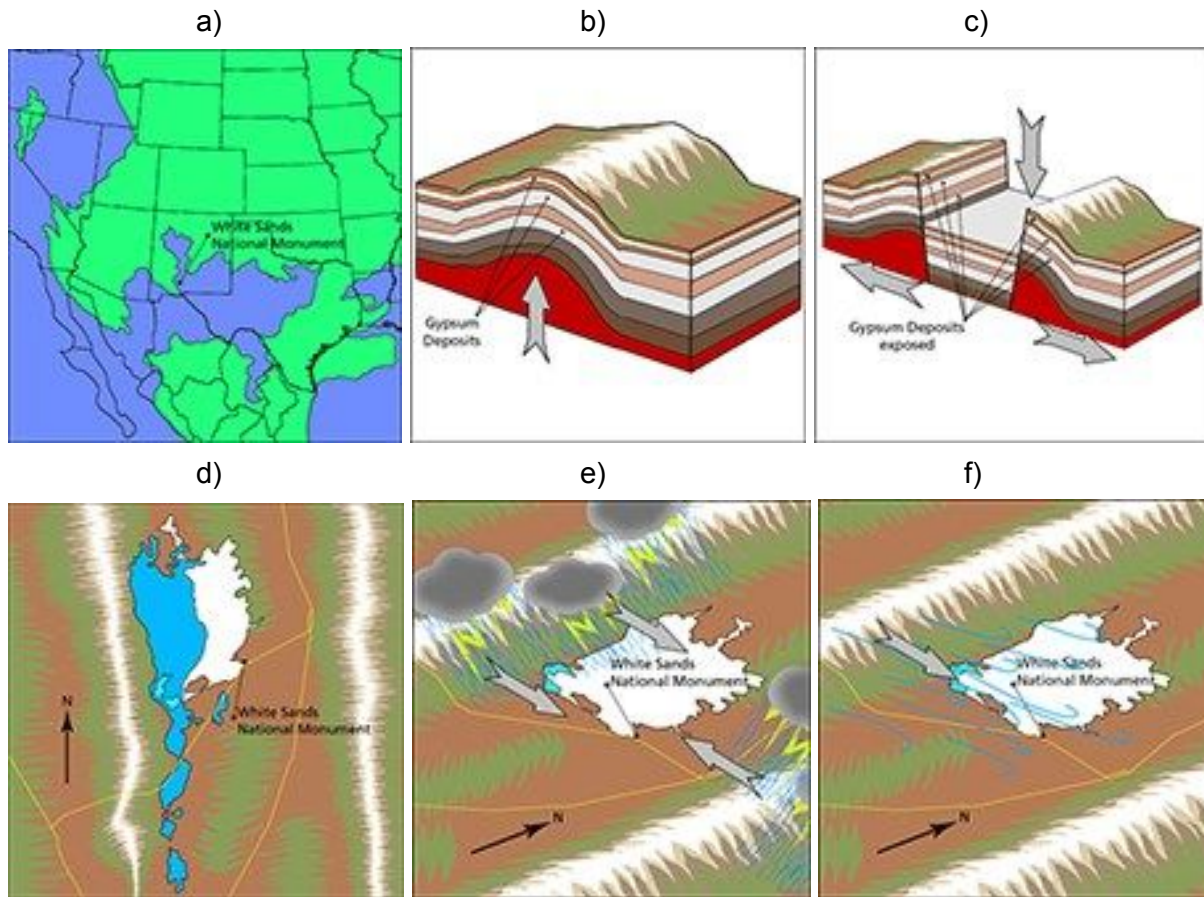 a)
b)
c)
White Sands
National Monument
Gypsum
Deposits
Gypsum Deposits
exposed
d)
e)
f)
N
White Sands
National Monument
White Sands
National Monument
N
White Sands
National Monument
N